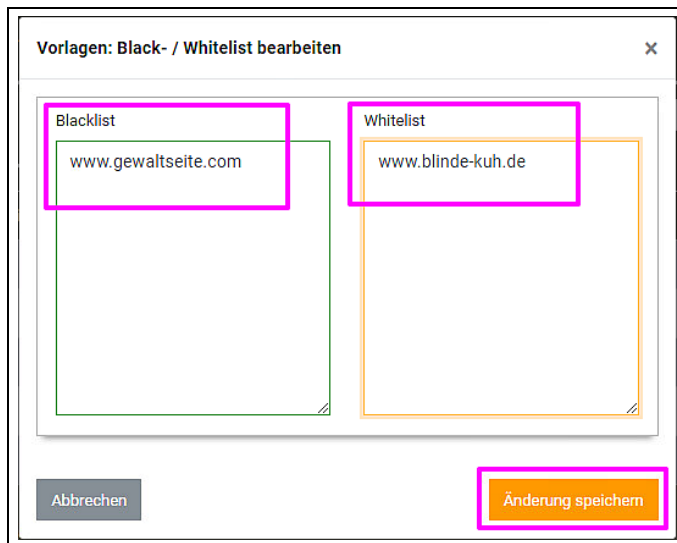 Vorlagen: Black- / Whitelist bearbeiten ×
Blacklist
www.gewaltseite.com
Whitelist
www.blinde-kuh.de
Abbrechen
Änderung speichern